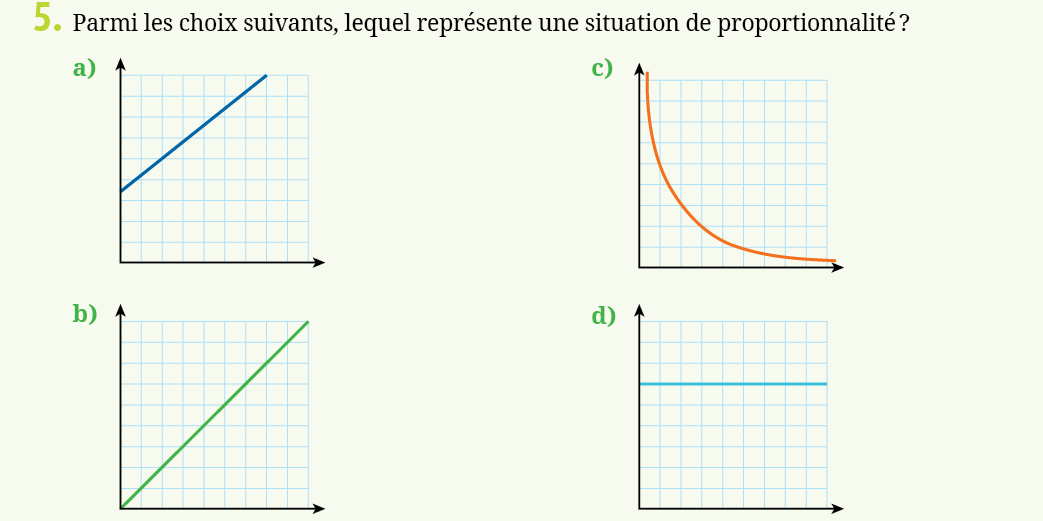 5. Parmi les choix suivants, lequel représente une situation de proportionnalité ?
a)
c)
b)
d)